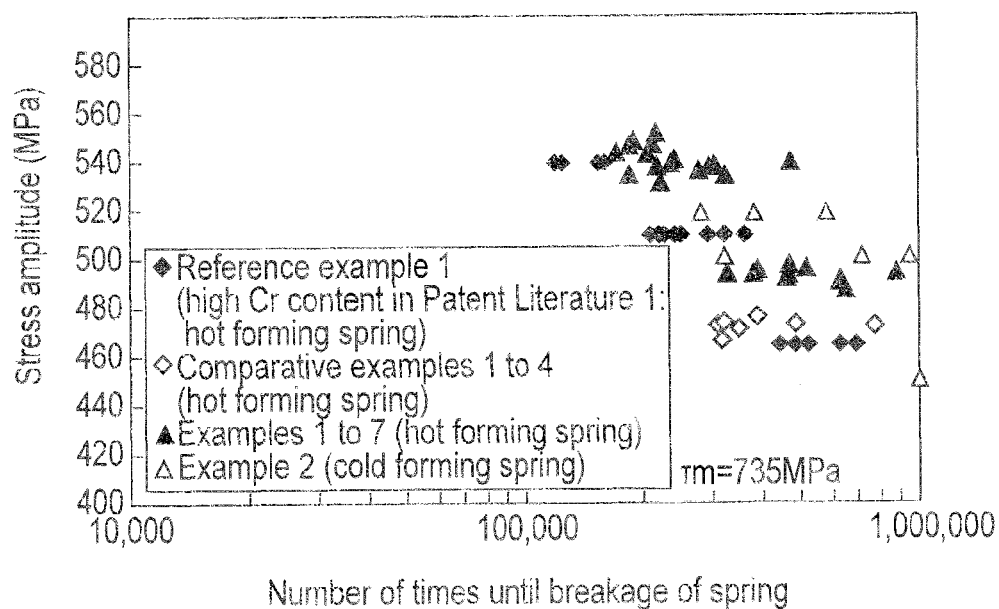 Stress amplitude (MPa)
580
560
540
520
500
480
460
440
420
400
Reference example 1
(high Cr content in Patent Literature 1:
hot forming spring)
Comparative examples 1 to 4
(hot forming spring)
Examples 1 to 7 (hot forming spring)
Example 2 (cold forming spring)
τm=735MPa
10,000
100,000
1,000,000
Number of times until breakage of spring